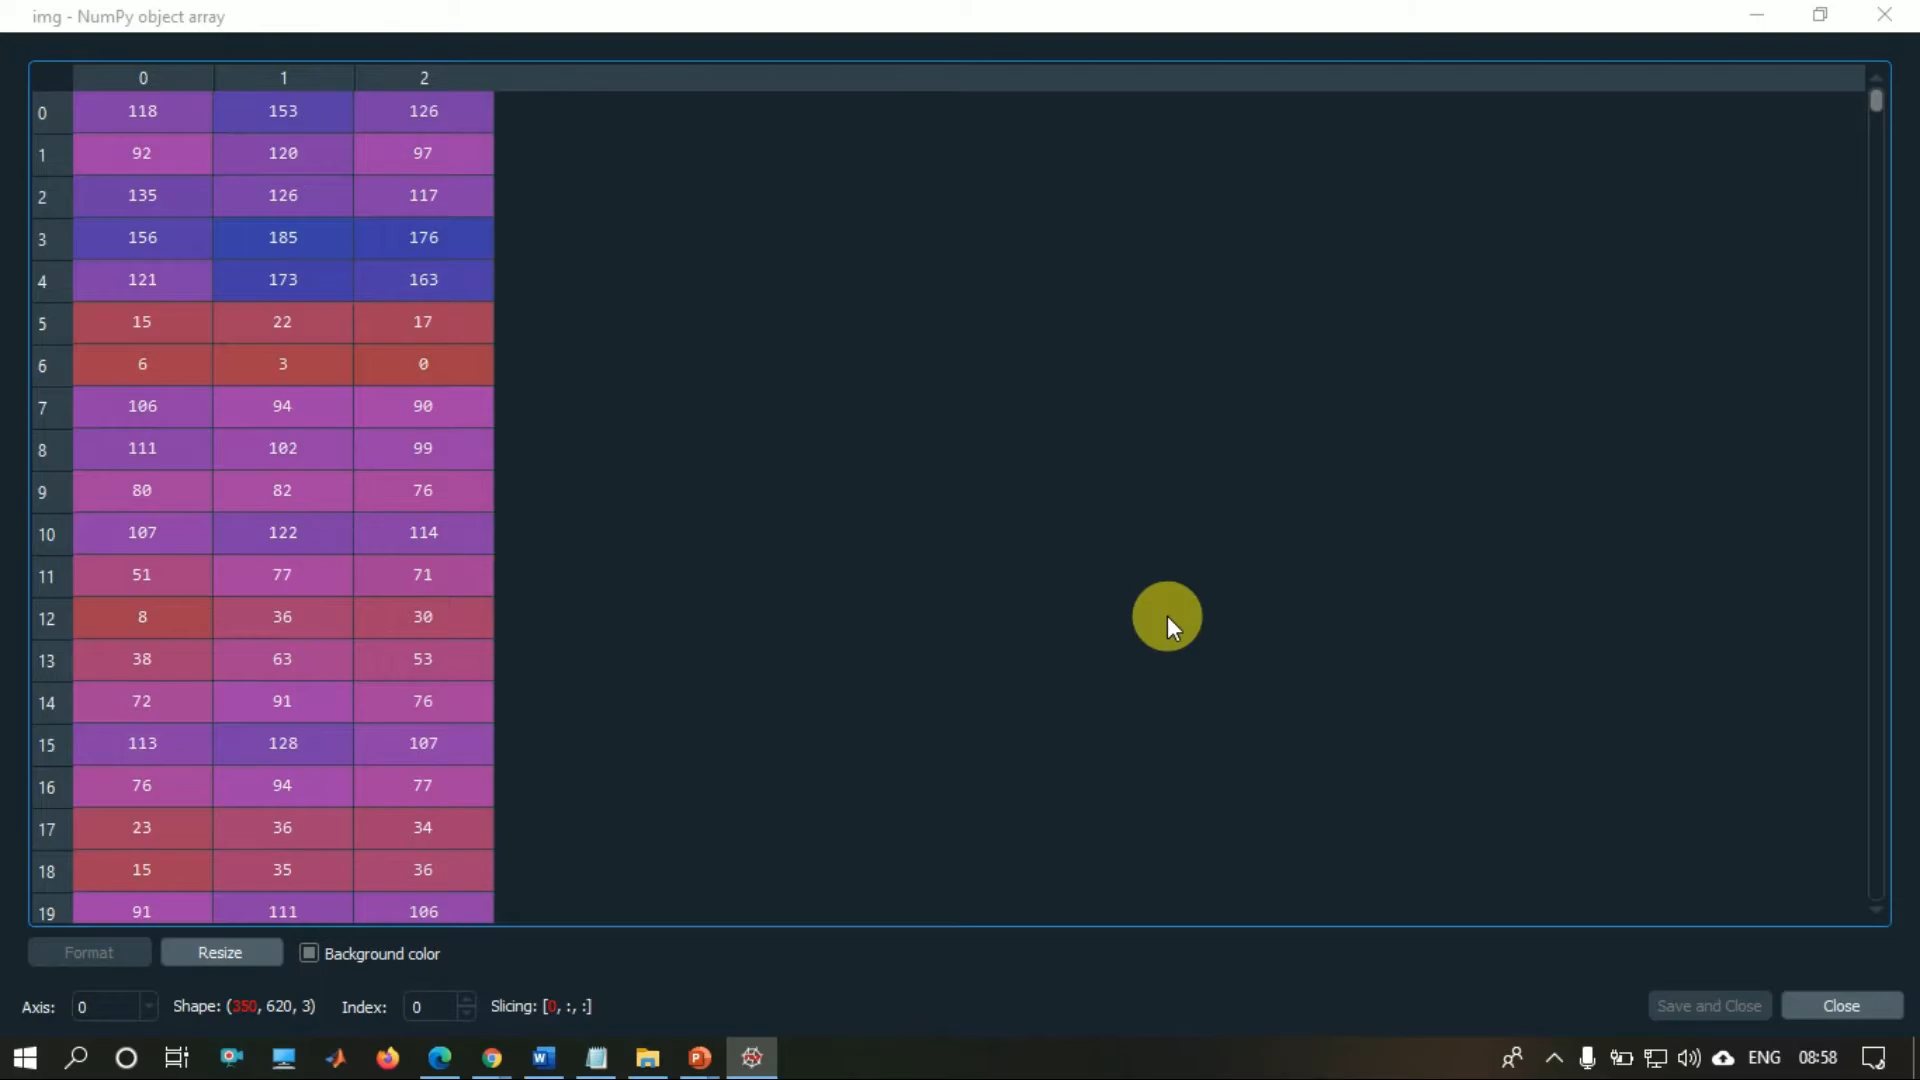 img - NumPy object array
0 1 2
0 118 153 126
1 92 120 97
2 135 126 117
3 156 185 176
4 121 173 163
5 15 22 17
6 6 3 0
7 106 94 90
8 111 102 99
9 80 82 76
10 107 122 114
11 51 77 71
12 8 36 30
13 38 63 53
14 72 91 76
15 113 128 107
16 76 94 77
17 23 36 34
18 15 35 36
19 91 111 106
Format Resize Background color
Axis: 0 Shape: (350, 620, 3) Index: 0 Slicing: [0, :, :] Save and Close Close
ENG 08:58